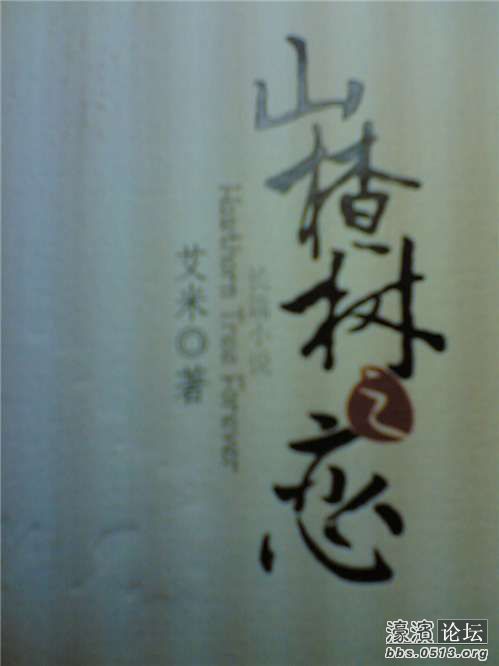 山楂树之恋
长篇小说
Hawthorn Tree Forever
艾米◎著
濠滨论坛
bbs.0513.org